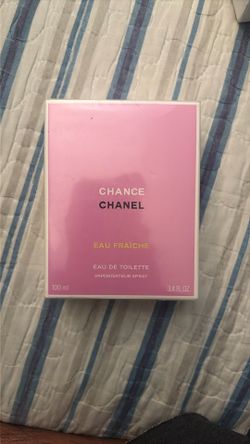 CHANCE
CHANEL
EAU FRAÎCHE
EAU DE TOILETTE
VAPORISATEUR SPRAY
100 ml 3.4 FL. OZ.